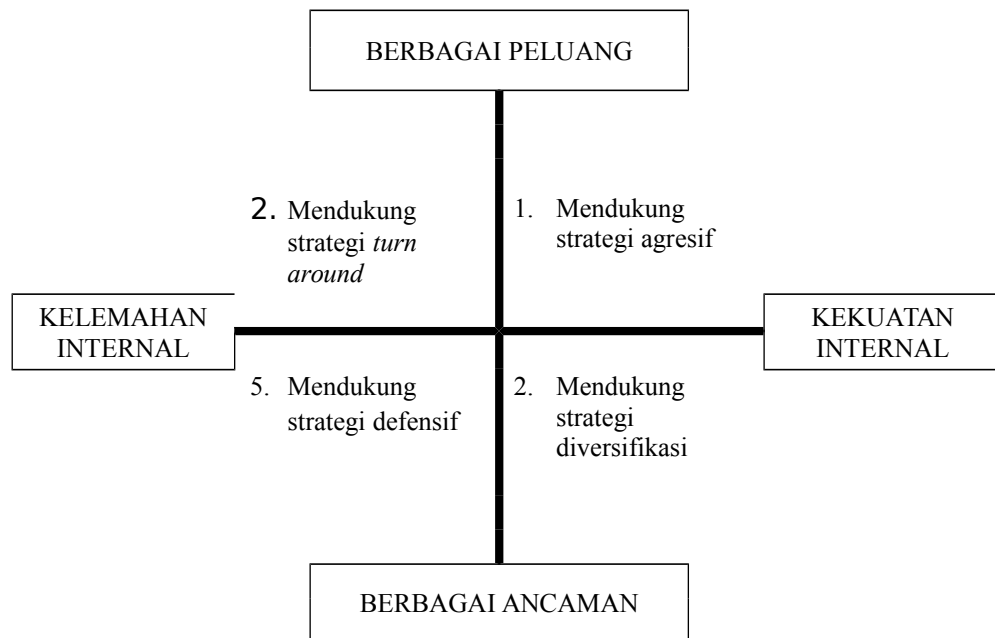 BERBAGAI PELUANG
2. Mendukung
strategi turn
around
1. Mendukung
strategi agresif
KELEMAHAN
INTERNAL
KEKUATAN
INTERNAL
5. Mendukung
strategi defensif
2. Mendukung
strategi
diversifikasi
BERBAGAI ANCAMAN